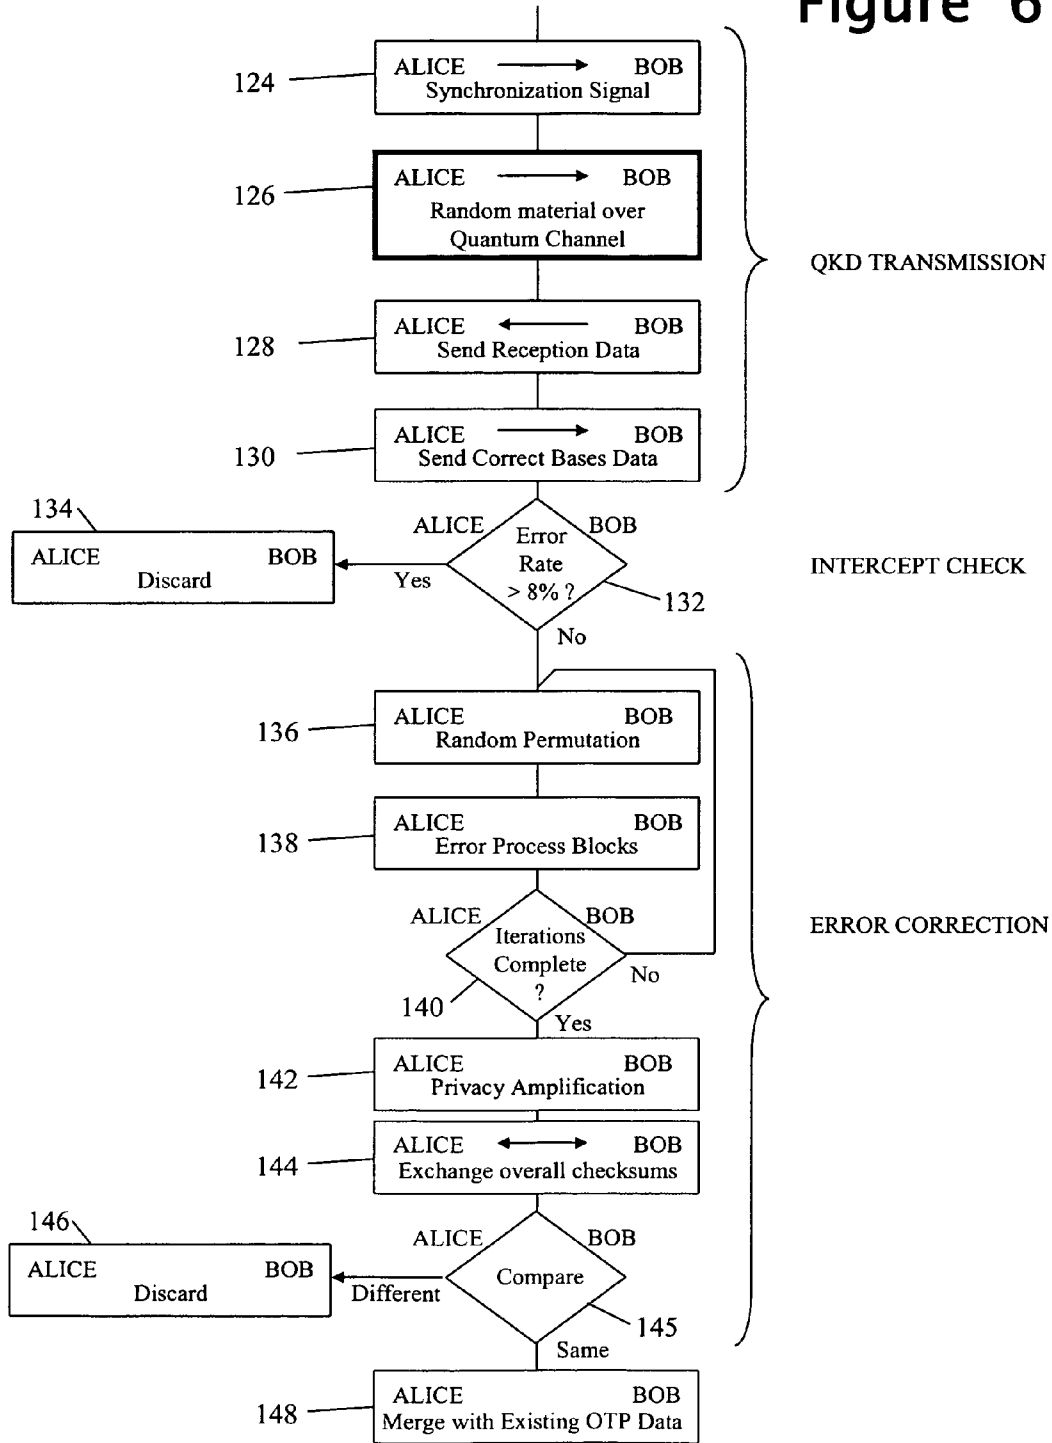 Figure 6
124
ALICE BOB
Synchronization Signal
126
ALICE BOB
Random material over
Quantum Channel
QKD TRANSMISSION
128
ALICE BOB
Send Reception Data
130
ALICE BOB
Send Correct Bases Data
134
ALICE BOB
Discard
Yes
ALICE BOB
Error
Rate
> 8% ?
132
No
INTERCEPT CHECK
136
ALICE BOB
Random Permutation
138
ALICE BOB
Error Process Blocks
ALICE BOB
Iterations
Complete
?
140
No
Yes
ERROR CORRECTION
142
ALICE BOB
Privacy Amplification
144
ALICE BOB
Exchange overall checksums
146
ALICE BOB
Discard
Different
ALICE BOB
Compare
145
Same
148
ALICE BOB
Merge with Existing OTP Data